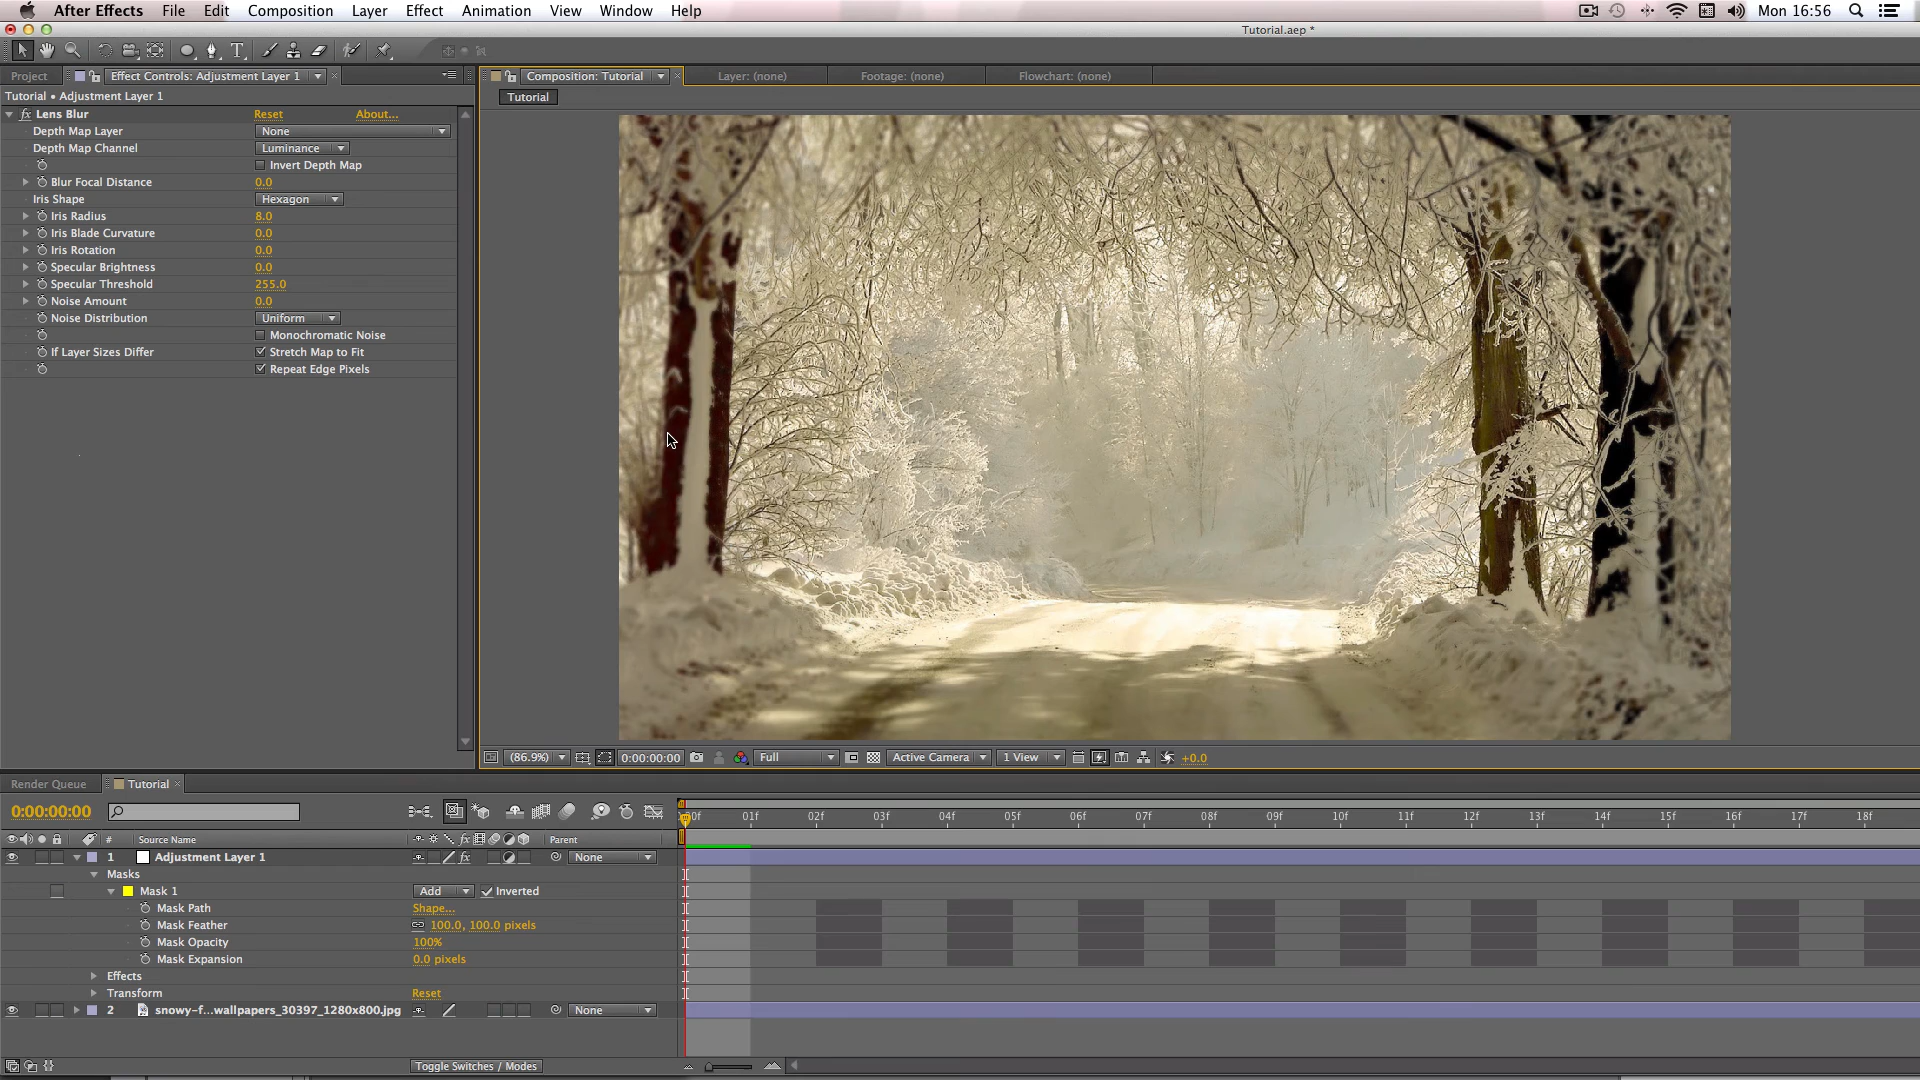 After Effects File Edit Composition Layer Effect Animation View Window Help Mon 16:56
Tutorial.aep *
Project Effect Controls: Adjustment Layer 1 Composition: Tutorial Layer: (none) Footage: (none) Flowchart: (none)
Tutorial • Adjustment Layer 1
Tutorial
fx Lens Blur Reset About...
Depth Map Layer None
Depth Map Channel Luminance
Invert Depth Map
Blur Focal Distance 0.0
Iris Shape Hexagon
Iris Radius 8.0
Iris Blade Curvature 0.0
Iris Rotation 0.0
Specular Brightness 0.0
Specular Threshold 255.0
Noise Amount 0.0
Noise Distribution Uniform
Monochromatic Noise
If Layer Sizes Differ Stretch Map to Fit
Repeat Edge Pixels
(86.9%) 0:00:00:00 Full Active Camera 1 View +0.0
Render Queue Tutorial
0:00:00:00
00f 01f 02f 03f 04f 05f 06f 07f 08f 09f 10f 11f 12f 13f 14f 15f 16f 17f 18f
# Source Name fx Parent
1 Adjustment Layer 1 fx None
Masks
Mask 1 Add Inverted
Mask Path Shape...
Mask Feather 100.0, 100.0 pixels
Mask Opacity 100%
Mask Expansion 0.0 pixels
Effects
Transform Reset
2 snowy-f...wallpapers_30397_1280x800.jpg None
Toggle Switches / Modes